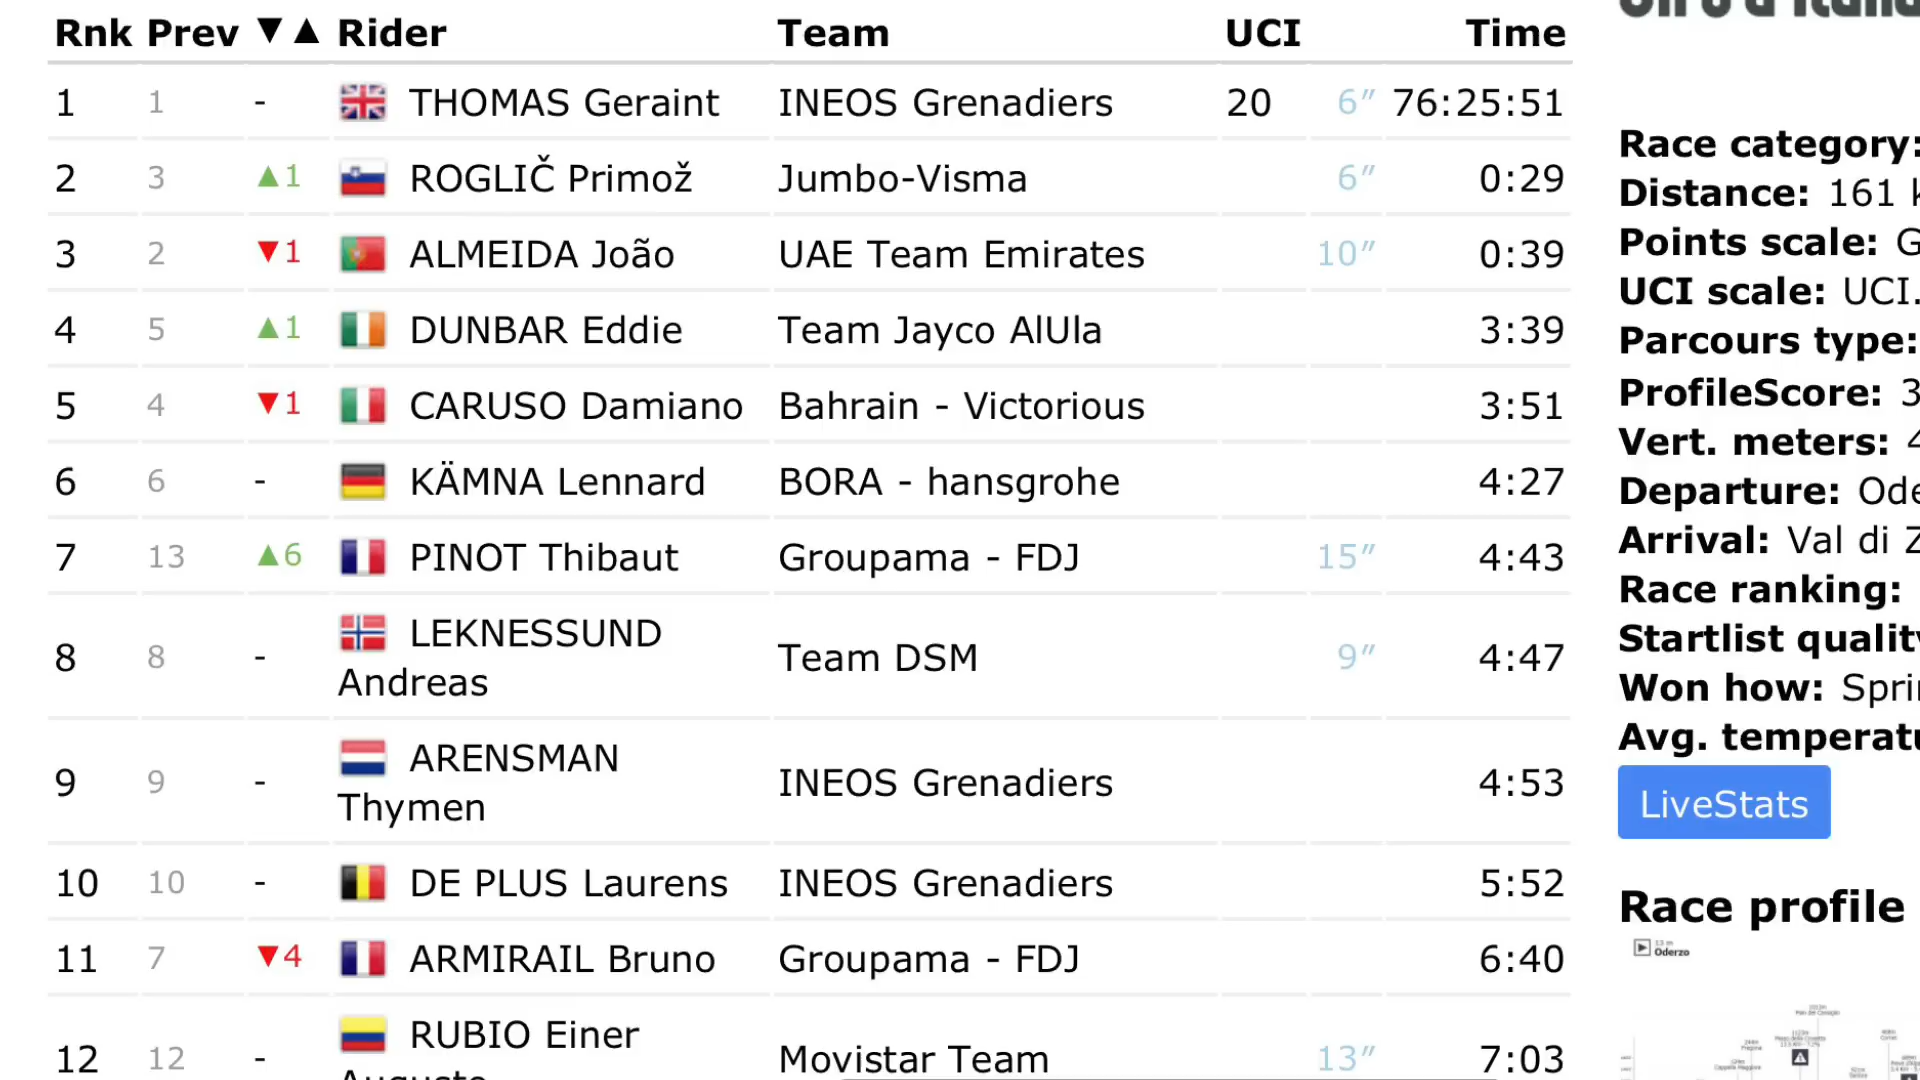 Rnk Prev ▼▲ Rider Team UCI Time
1 1 - THOMAS Geraint INEOS Grenadiers 20 6″ 76:25:51
2 3 ▲1 ROGLIČ Primož Jumbo-Visma 6″ 0:29
3 2 ▼1 ALMEIDA João UAE Team Emirates 10″ 0:39
4 5 ▲1 DUNBAR Eddie Team Jayco AlUla 3:39
5 4 ▼1 CARUSO Damiano Bahrain - Victorious 3:51
6 6 - KÄMNA Lennard BORA - hansgrohe 4:27
7 13 ▲6 PINOT Thibaut Groupama - FDJ 15″ 4:43
8 8 - LEKNESSUND Andreas Team DSM 9″ 4:47
9 9 - ARENSMAN Thymen INEOS Grenadiers 4:53
10 10 - DE PLUS Laurens INEOS Grenadiers 5:52
11 7 ▼4 ARMIRAIL Bruno Groupama - FDJ 6:40
12 12 - RUBIO Einer Movistar Team 13″ 7:03
Race category:
Distance: 161
Points scale:
UCI scale: UCI.
Parcours type:
ProfileScore:
Vert. meters:
Departure:
Arrival: Val di
Race ranking:
Startlist
Won how:
Avg.
LiveStats
Race profile
13 m
Oderzo